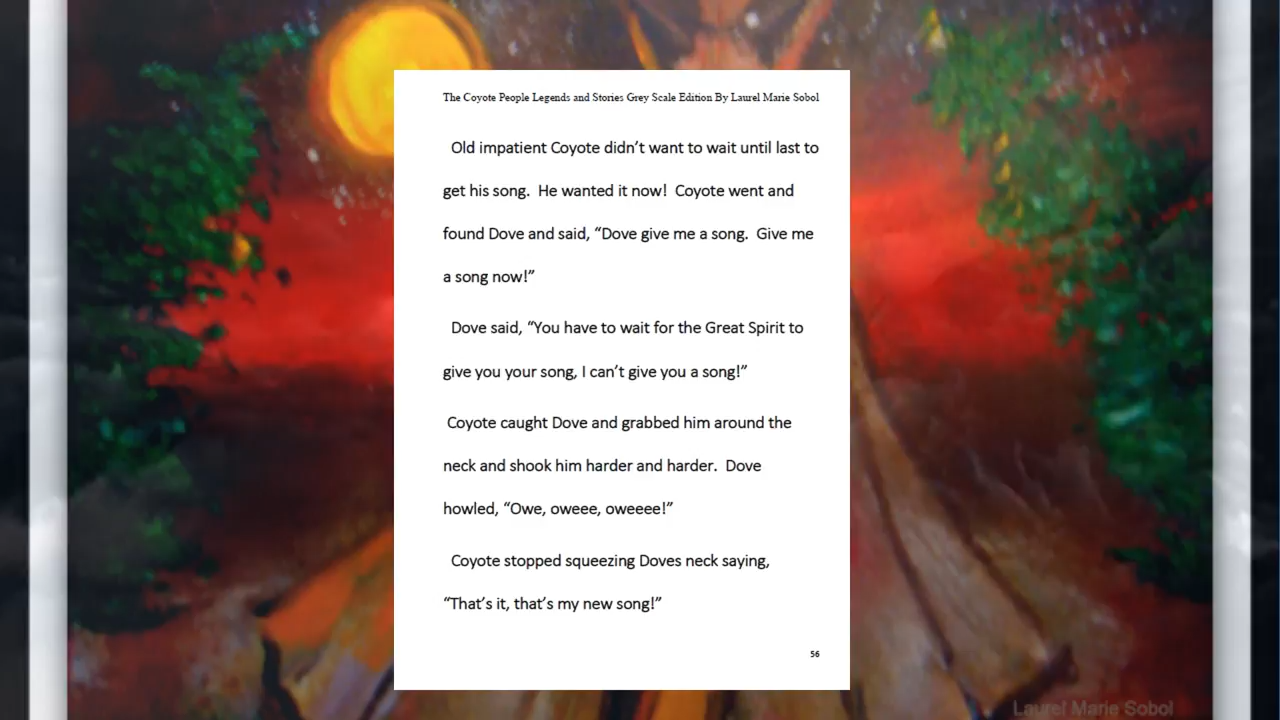 The Coyote People Legends and Stories Grey Scale Edition By Laurel Marie Sobol
Old impatient Coyote didn’t want to wait until last to
get his song.  He wanted it now!  Coyote went and
found Dove and said, “Dove give me a song.  Give me
a song now!”
Dove said, “You have to wait for the Great Spirit to
give you your song, I can’t give you a song!”
Coyote caught Dove and grabbed him around the
neck and shook him harder and harder.  Dove
howled, “Owe, oweee, oweeee!”
Coyote stopped squeezing Doves neck saying,
“That’s it, that’s my new song!”
56
Laurel Marie Sobol